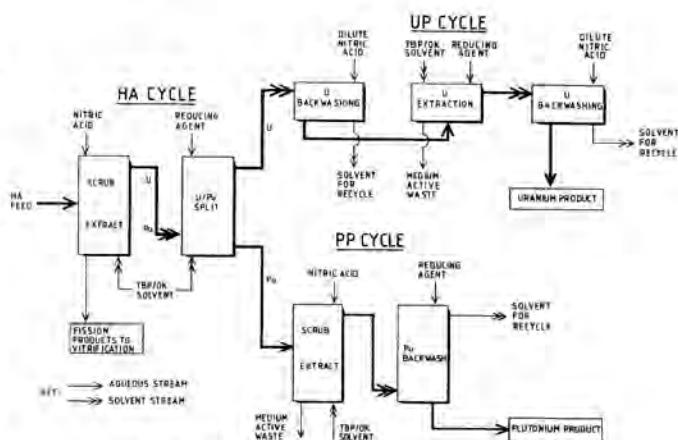 UP CYCLE
DILUTE
NITRIC
ACID
TBP/OK
SOLVENT
REDUCING
AGENT
DILUTE
NITRIC
ACID
HA CYCLE
U
BACKWASHING
U
EXTRACTION
U
BACKWASHING
NITRIC
ACID
REDUCING
AGENT
U
SOLVENT
FOR
RECYCLE
SOLVENT
FOR
RECYCLE
MEDIUM
ACTIVE
WASTE
HA
FEED
SCRUB
EXTRACT
U
Pu
U/Pu
SPLIT
URANIUM PRODUCT
PP CYCLE
TBP/OK
SOLVENT
Pu
NITRIC ACID
REDUCING
AGENT
SOLVENT
FOR
RECYCLE
FISSION
PRODUCTS TO
VITRIFICATION
SCRUB
EXTRACT
Pu
BACKWASH
KEY:
AQUEOUS STREAM
SOLVENT STREAM
MEDIUM
ACTIVE
WASTE
TBP/OK
SOLVENT
PLUTONIUM PRODUCT